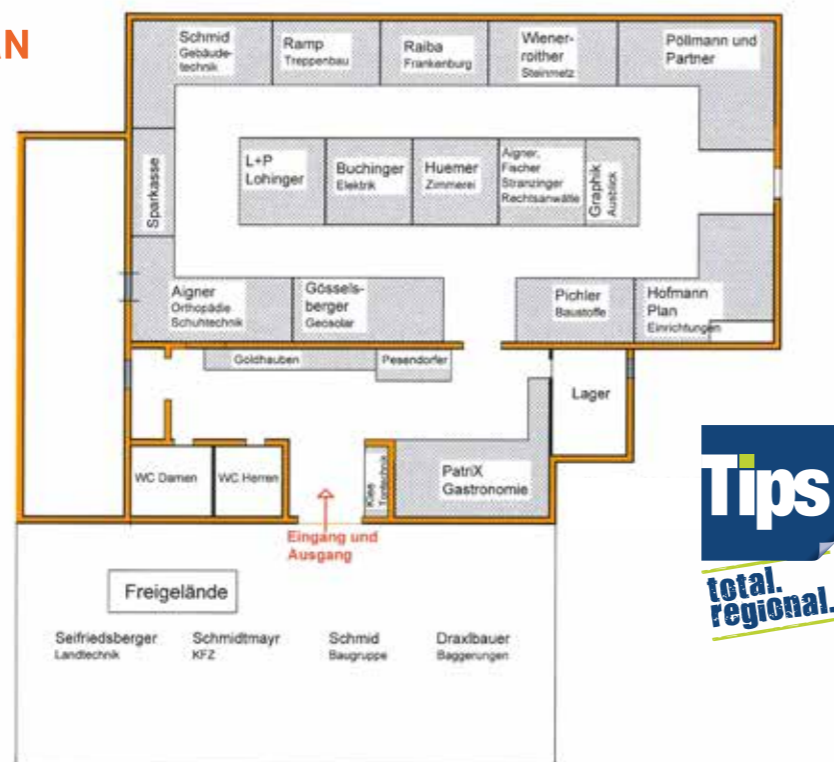 Schmid
Gebäude-
technik
Ramp
Treppenbau
Raiba
Frankenburg
Wiener-
roither
Steinmetz
Pöllmann und
Partner
Sparkasse
L+P
Lohinger
Buchinger
Elektrik
Huemer
Zimmerei
Aigner,
Fischer
Stranzinger
Rechtsanwälte
Graphik
Ausblick
Aigner
Orthopädie
Schuhtechnik
Gössels-
berger
Geosolar
Pichler
Baustoffe
Hofmann
Plan
Einrichtungen
Goldhauben
Pesendorfer
Lager
WC Damen
WC Herren
Klee
Tontechnik
PatriX
Gastronomie
Eingang und
Ausgang
Freigelände
Seifriedsberger
Landtechnik
Schmidtmayr
KFZ
Schmid
Baugruppe
Draxlbauer
Baggerungen
Tips
total.
regional.